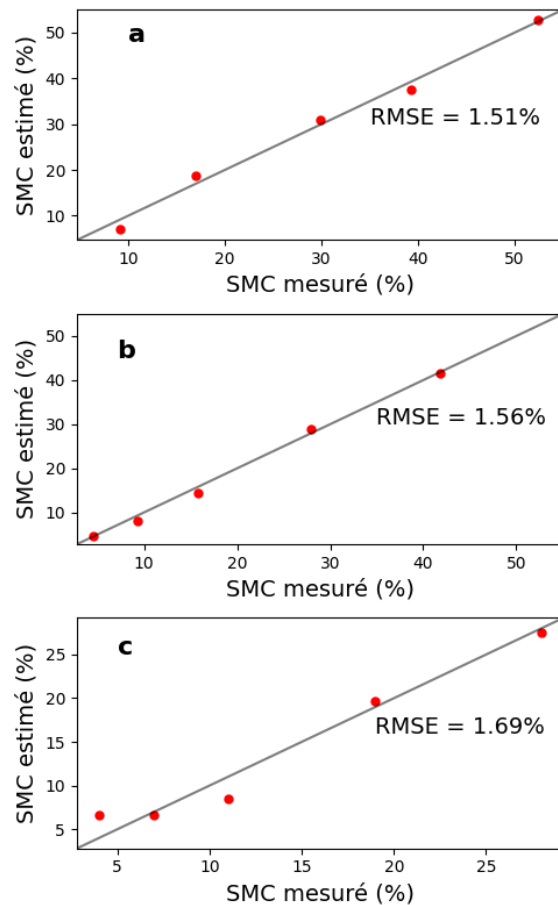 a
50
40
30
20
10
SMC estimé (%)
RMSE = 1.51%
10 20 30 40 50
SMC mesuré (%)
b
50
40
30
20
10
SMC estimé (%)
RMSE = 1.56%
10 20 30 40 50
SMC mesuré (%)
c
25
20
15
10
5
SMC estimé (%)
RMSE = 1.69%
5 10 15 20 25
SMC mesuré (%)